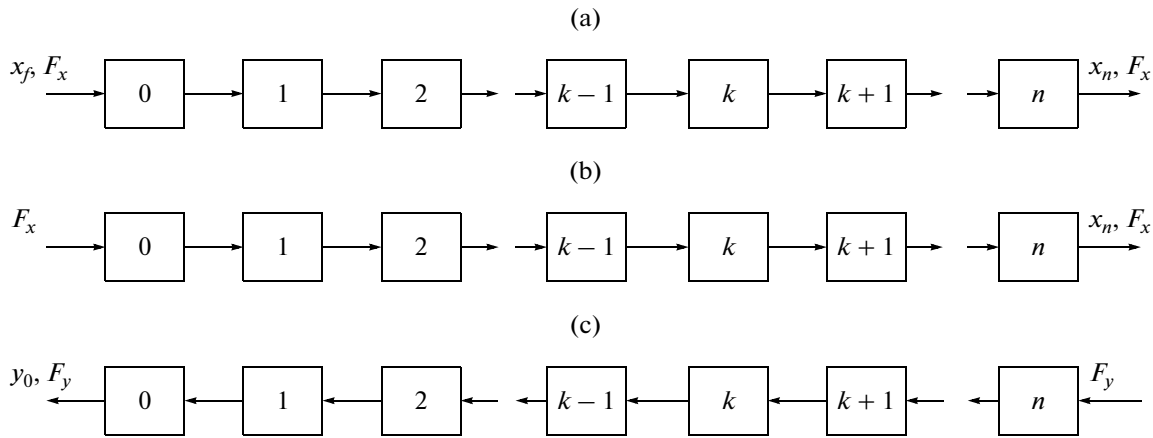 (a)
x_f, F_x 0 1 2 k − 1 k k + 1 n x_n, F_x
(b)
F_x 0 1 2 k − 1 k k + 1 n x_n, F_x
(c)
y_0, F_y 0 1 2 k − 1 k k + 1 n F_y